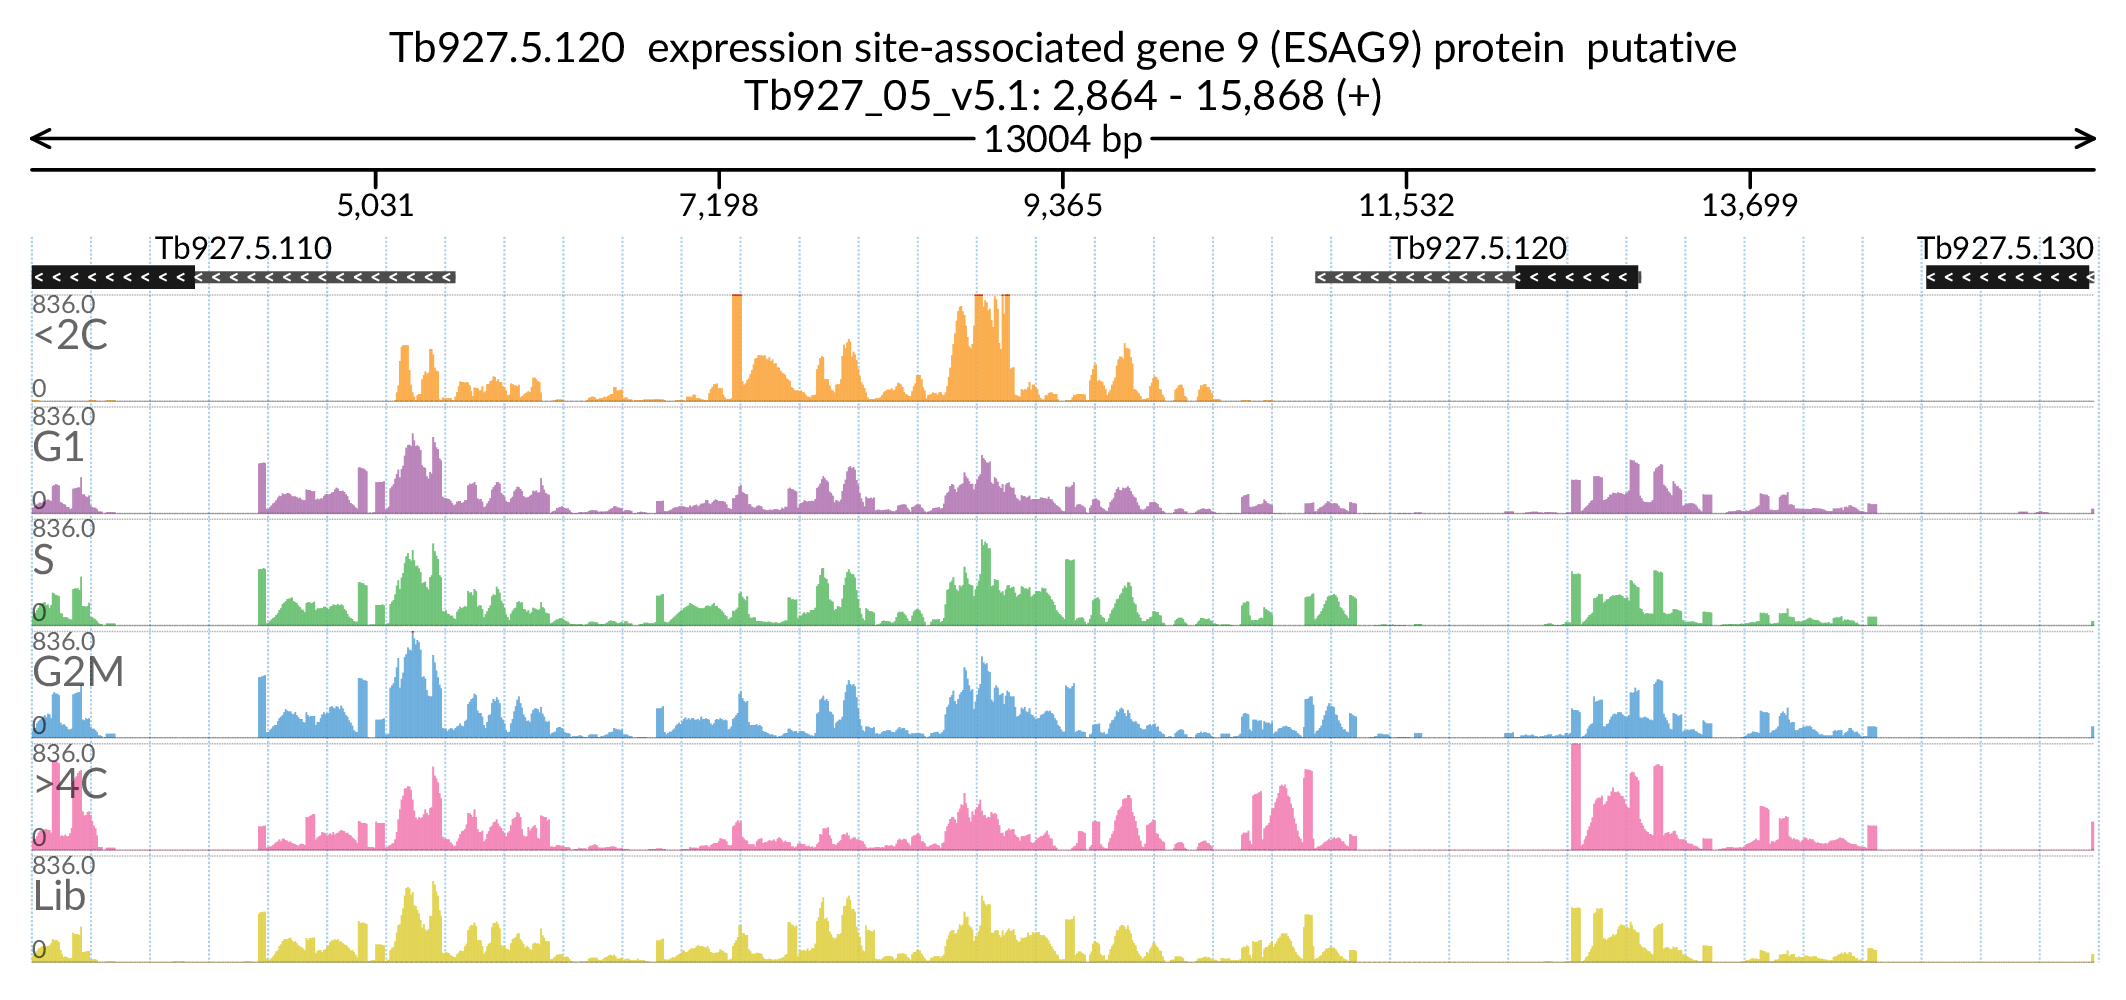 Tb927.5.120  expression site-associated gene 9 (ESAG9) protein  putative
Tb927_05_v5.1: 2,864 - 15,868 (+)
13004 bp
5,031 7,198 9,365 11,532 13,699
Tb927.5.110 Tb927.5.120 Tb927.5.130
836.0
<2C
0
836.0
G1
0
836.0
S
0
836.0
G2M
0
836.0
>4C
0
836.0
Lib
0